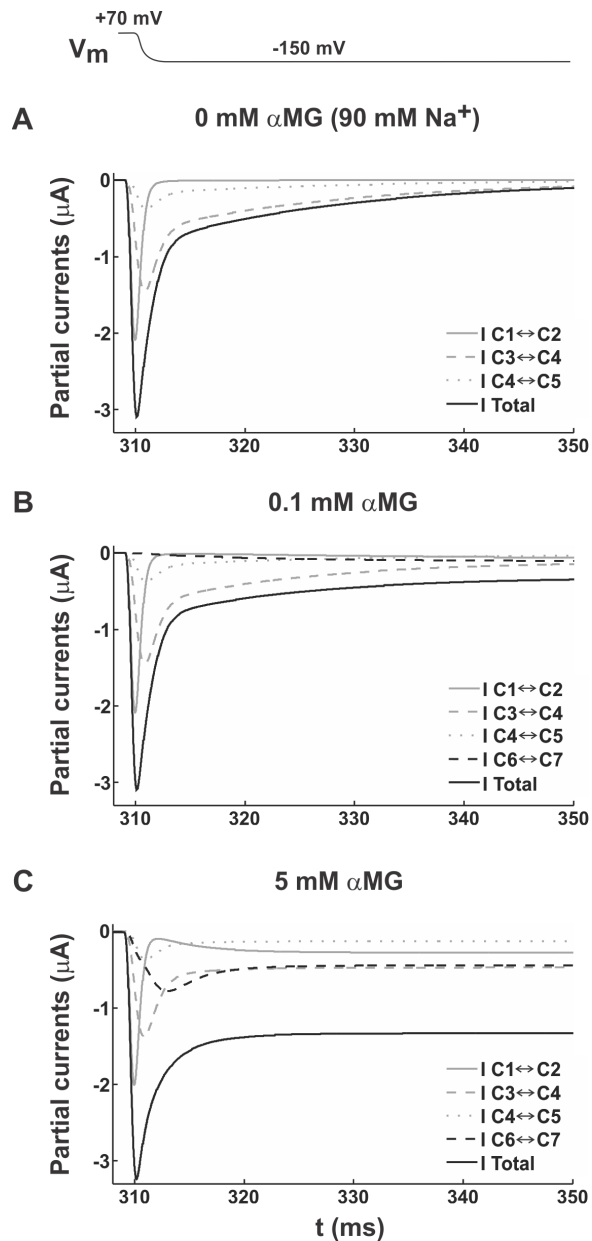 +70 mV
Vm
-150 mV
A
0 mM αMG (90 mM Na+)
Partial currents (μA)
0
-1
-2
-3
I C1↔C2
I C3↔C4
I C4↔C5
I Total
310
320
330
340
350
B
0.1 mM αMG
Partial currents (μA)
0
-1
-2
-3
I C1↔C2
I C3↔C4
I C4↔C5
I C6↔C7
I Total
310
320
330
340
350
C
5 mM αMG
Partial currents (μA)
0
-1
-2
-3
I C1↔C2
I C3↔C4
I C4↔C5
I C6↔C7
I Total
310
320
330
340
350
t (ms)